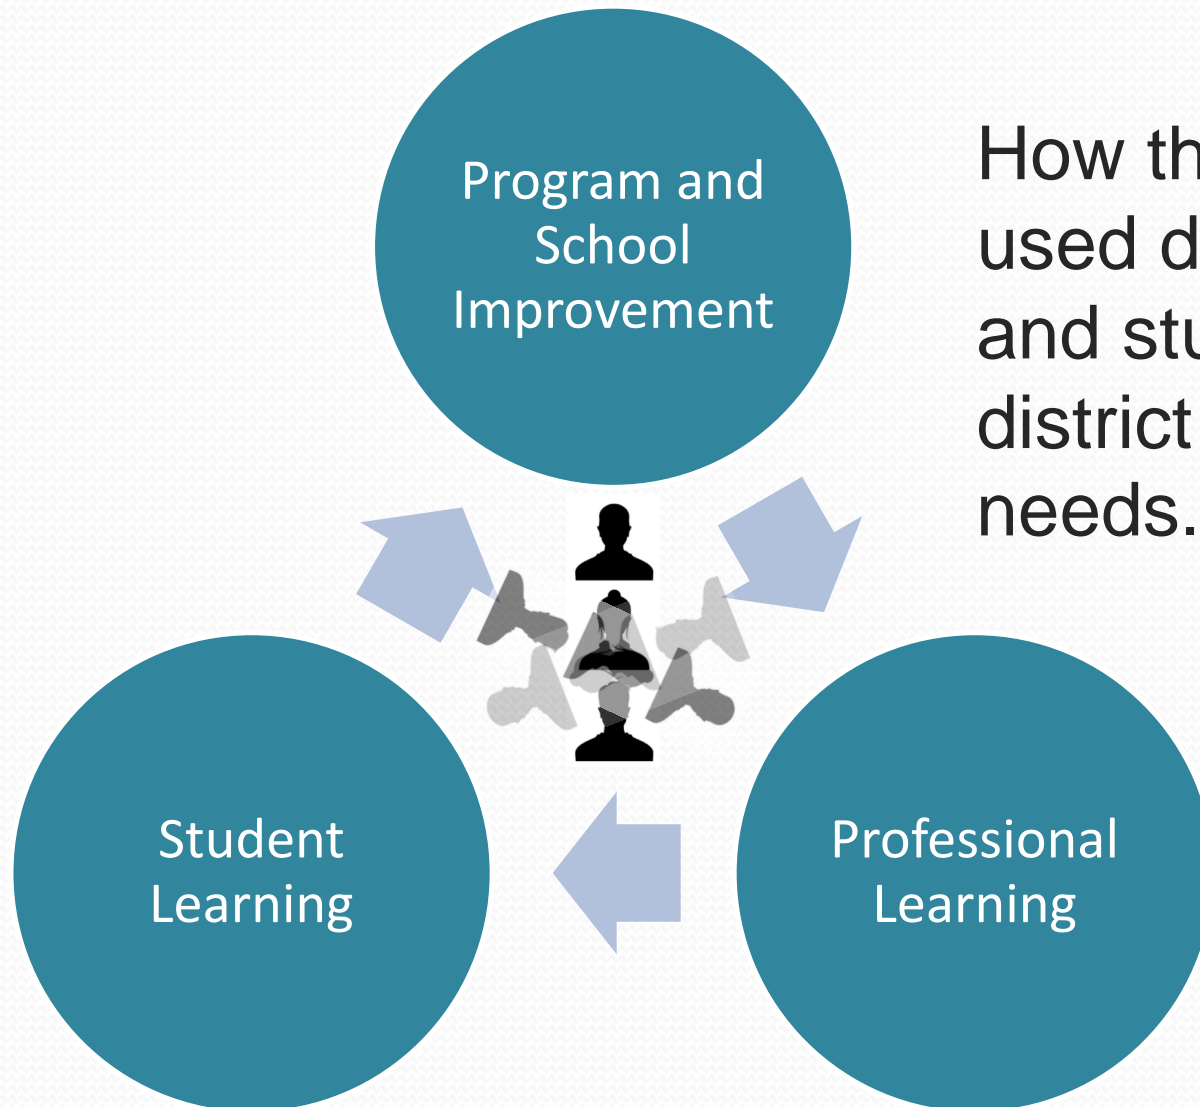 Program and
School
Improvement
How th
used d
and stu
district
needs.
Student
Learning
Professional
Learning